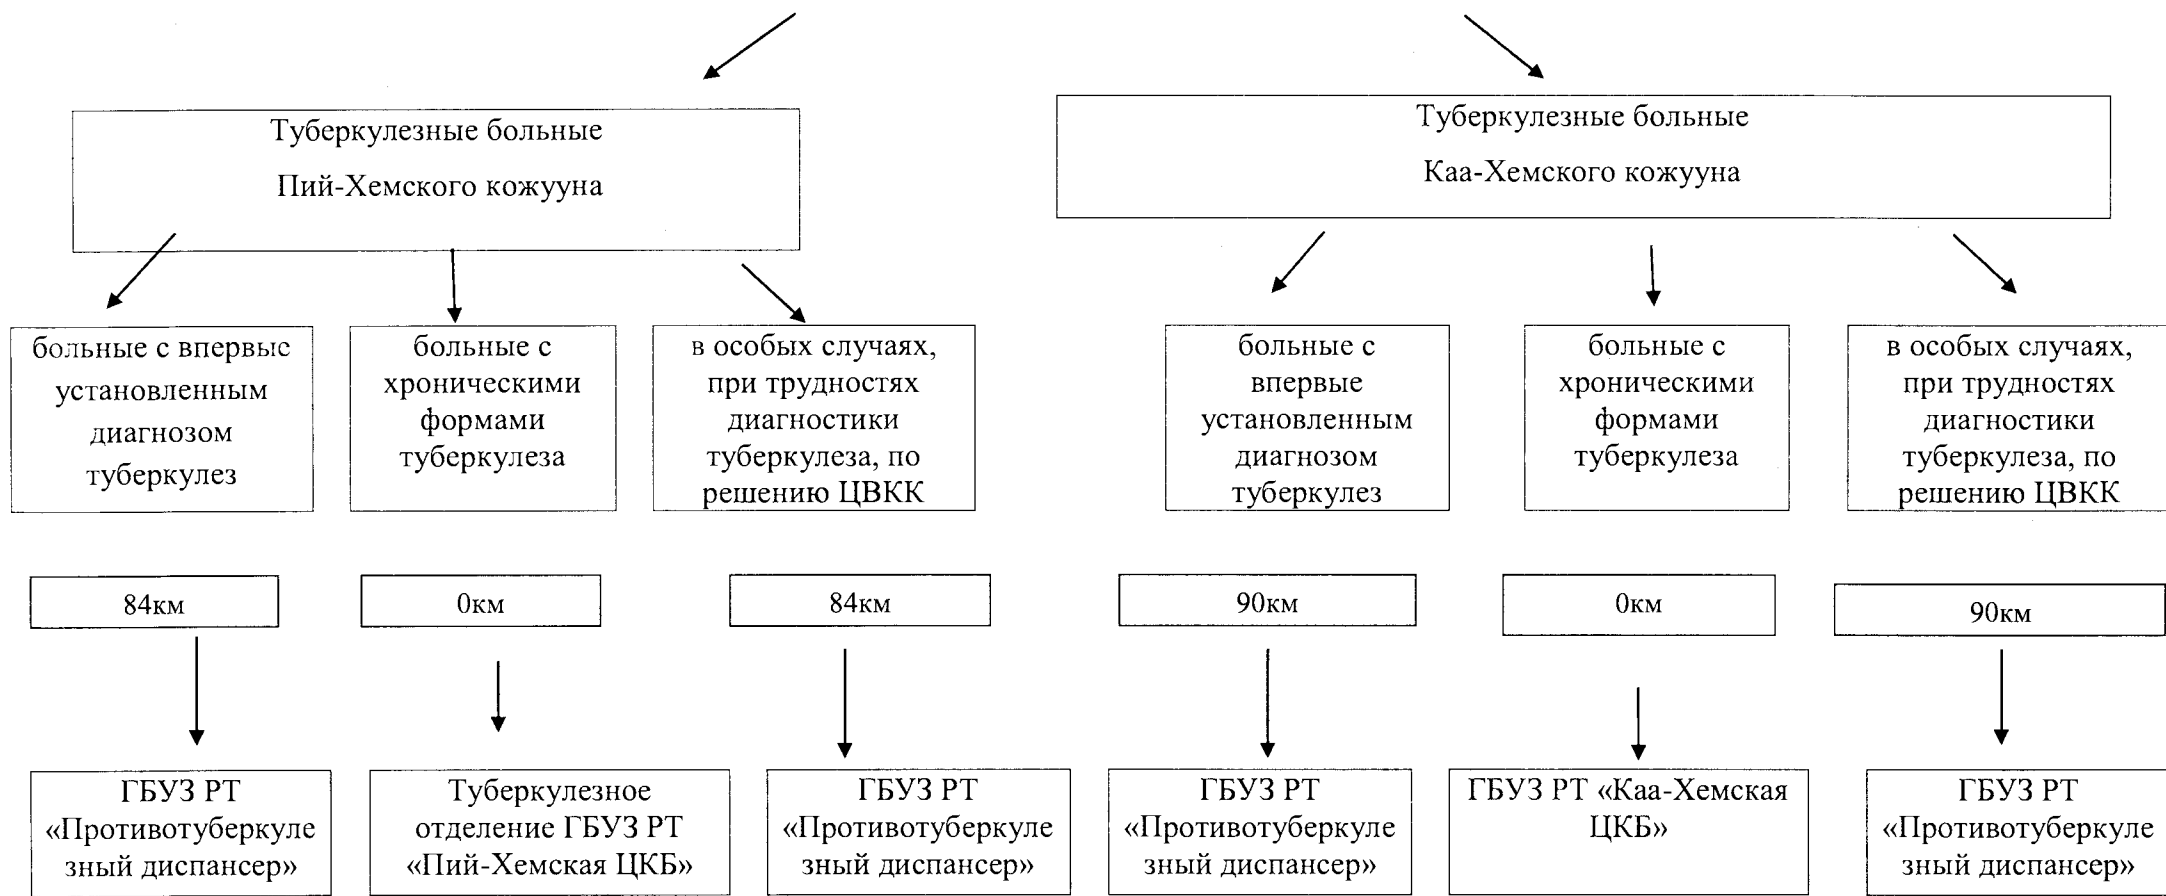 Туберкулезные больные
Пий-Хемского кожууна
Туберкулезные больные
Каа-Хемского кожууна
больные с впервые
установленным
диагнозом
туберкулез
больные с
хроническими
формами
туберкулеза
в особых случаях,
при трудностях
диагностики
туберкулеза, по
решению ЦВКК
больные с
впервые
установленным
диагнозом
туберкулез
больные с
хроническими
формами
туберкулеза
в особых случаях,
при трудностях
диагностики
туберкулеза, по
решению ЦВКК
84км
0км
84км
90км
0км
90км
ГБУЗ РТ
«Противотуберкуле
зный диспансер»
Туберкулезное
отделение ГБУЗ РТ
«Пий-Хемская ЦКБ»
ГБУЗ РТ
«Противотуберкуле
зный диспансер»
ГБУЗ РТ
«Противотуберкуле
зный диспансер»
ГБУЗ РТ «Каа-Хемская
ЦКБ»
ГБУЗ РТ
«Противотуберкуле
зный диспансер»